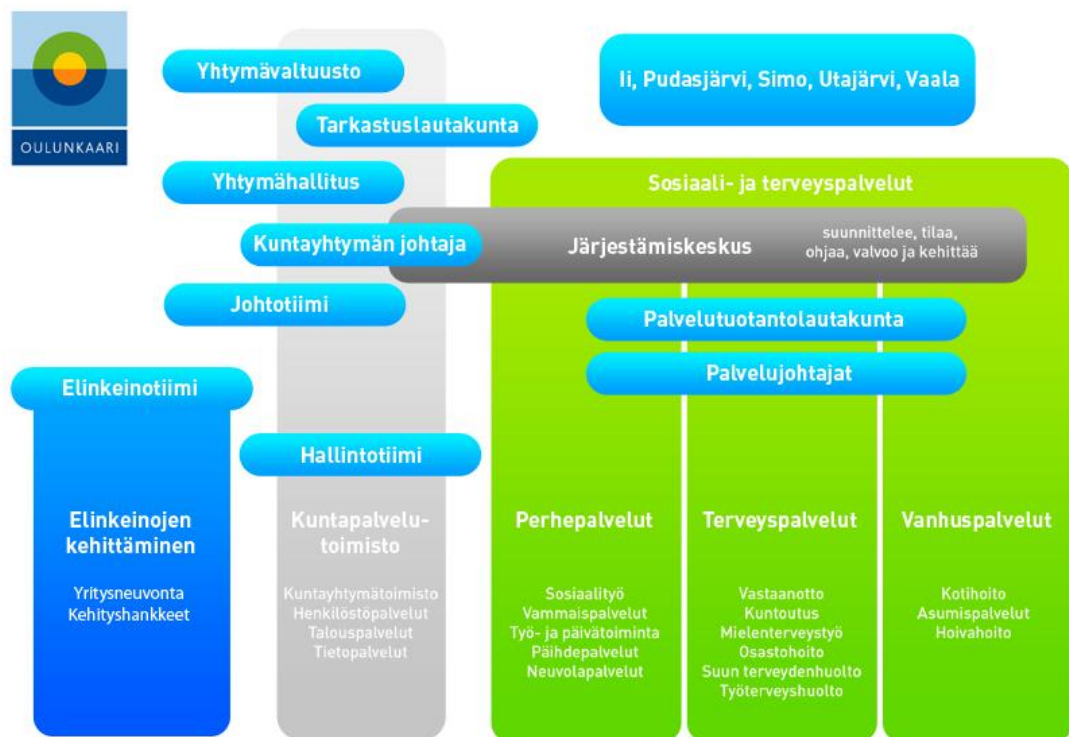 OULUNKAARI
Yhtymävaltuusto
Ii, Pudasjärvi, Simo, Utajärvi, Vaala
Tarkastuslautakunta
Yhtymähallitus
Sosiaali- ja terveyspalvelut
Kuntayhtymän johtaja
Järjestämiskeskus
suunnittelee, tilaa,
ohjaa, valvoo ja kehittää
Johtotiimi
Palvelutuotantolautakunta
Palvelujohtajat
Elinkeinotiimi
Hallintotiimi
Elinkeinojen
kehittäminen
Yritysneuvonta
Kehityshankkeet
Kuntapalvelu-
toimisto
Kuntayhtymätoimisto
Henkilöstöpalvelut
Talouspalvelut
Tietopalvelut
Perhepalvelut
Sosiaalityö
Vammaispalvelut
Työ- ja päivätoiminta
Päihdepalvelut
Neuvolapalvelut
Terveyspalvelut
Vastaanotto
Kuntoutus
Mielenterveystyö
Osastohoito
Suun terveydenhuolto
Työterveyshuolto
Vanhuspalvelut
Kotihoito
Asumispalvelut
Hoivahoito